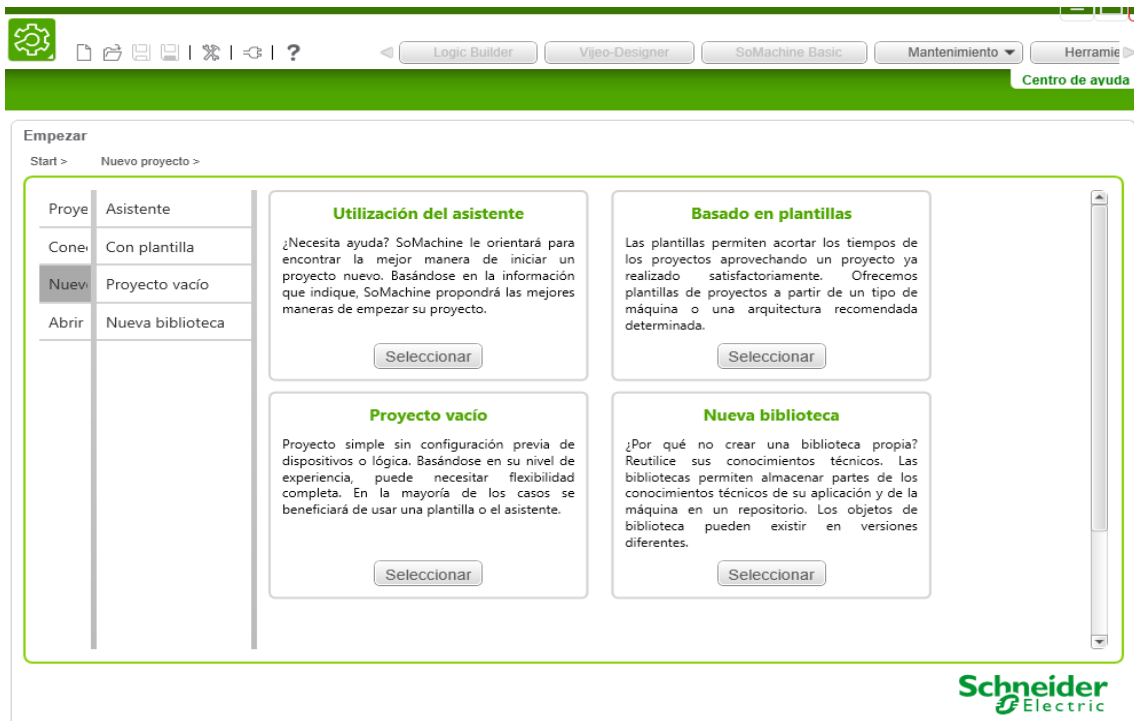 ?
Logic Builder
Vijeo-Designer
SoMachine Basic
Mantenimiento
Herramie
Centro de ayuda
Empezar
Start >
Nuevo proyecto >
Proye
Cone
Nuev
Abrir
Asistente
Con plantilla
Proyecto vacío
Nueva biblioteca
Utilización del asistente
¿Necesita ayuda? SoMachine le orientará para
encontrar la mejor manera de iniciar un
proyecto nuevo. Basándose en la información
que indique, SoMachine propondrá las mejores
maneras de empezar su proyecto.
Seleccionar
Basado en plantillas
Las plantillas permiten acortar los tiempos de
los proyectos aprovechando un proyecto ya
realizado satisfactoriamente. Ofrecemos
plantillas de proyectos a partir de un tipo de
máquina o una arquitectura recomendada
determinada.
Seleccionar
Proyecto vacío
Proyecto simple sin configuración previa de
dispositivos o lógica. Basándose en su nivel de
experiencia, puede necesitar flexibilidad
completa. En la mayoría de los casos se
beneficiará de usar una plantilla o el asistente.
Seleccionar
Nueva biblioteca
¿Por qué no crear una biblioteca propia?
Reutilice sus conocimientos técnicos. Las
bibliotecas permiten almacenar partes de los
conocimientos técnicos de su aplicación y de la
máquina en un repositorio. Los objetos de
biblioteca pueden existir en versiones
diferentes.
Seleccionar
Schneider
Electric